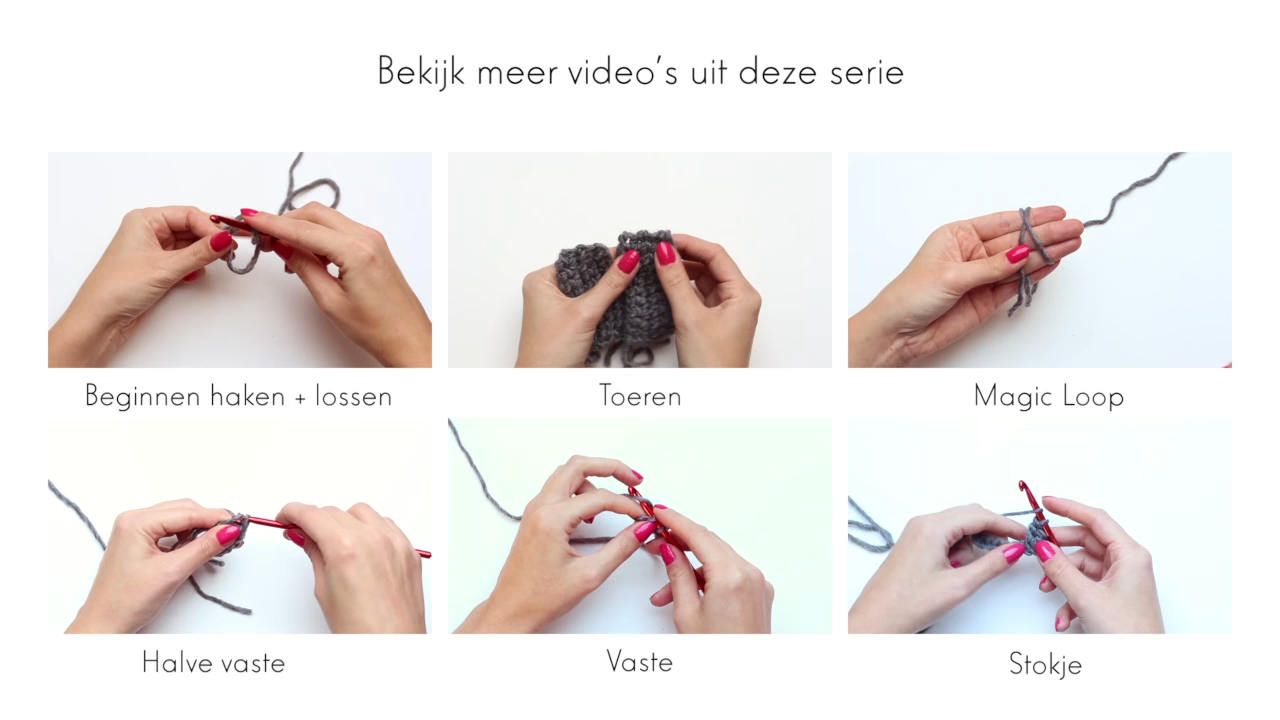 Bekijk meer video's uit deze serie
Beginnen haken + lossen
Toeren
Magic Loop
Halve vaste
Vaste
Stokje